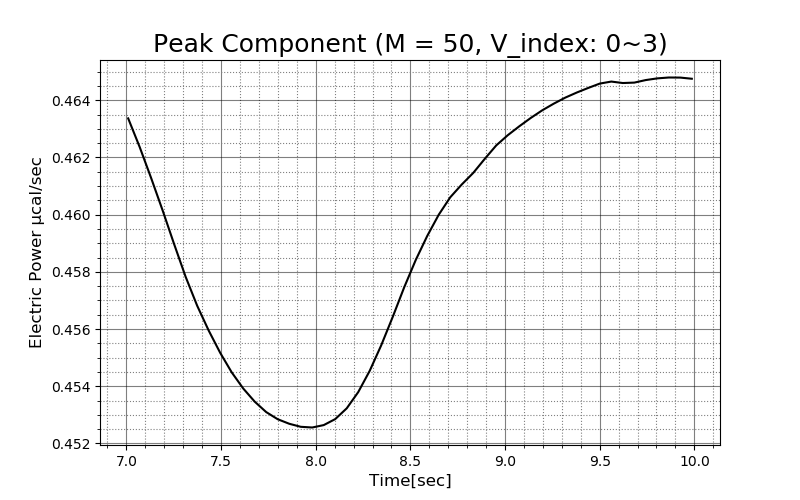 Peak Component (M = 50, V_index: 0~3)
Electric Power μcal/sec
0.464
0.462
0.460
0.458
0.456
0.454
0.452
7.0 7.5 8.0 8.5 9.0 9.5 10.0
Time[sec]